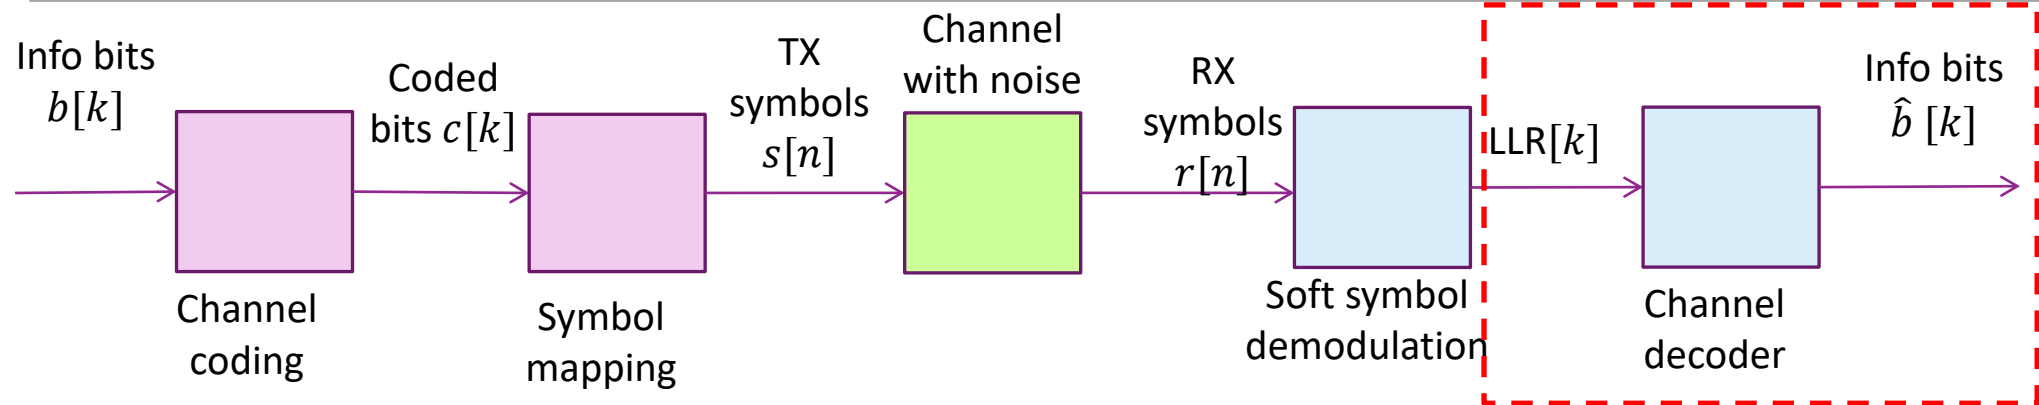 Info bits
b[k]
Coded
bits c[k]
TX
symbols
s[n]
Channel
with noise
RX
symbols
r[n]
LLR[k]
Info bits
b̂ [k]
Channel
coding
Symbol
mapping
Soft symbol
demodulation
Channel
decoder